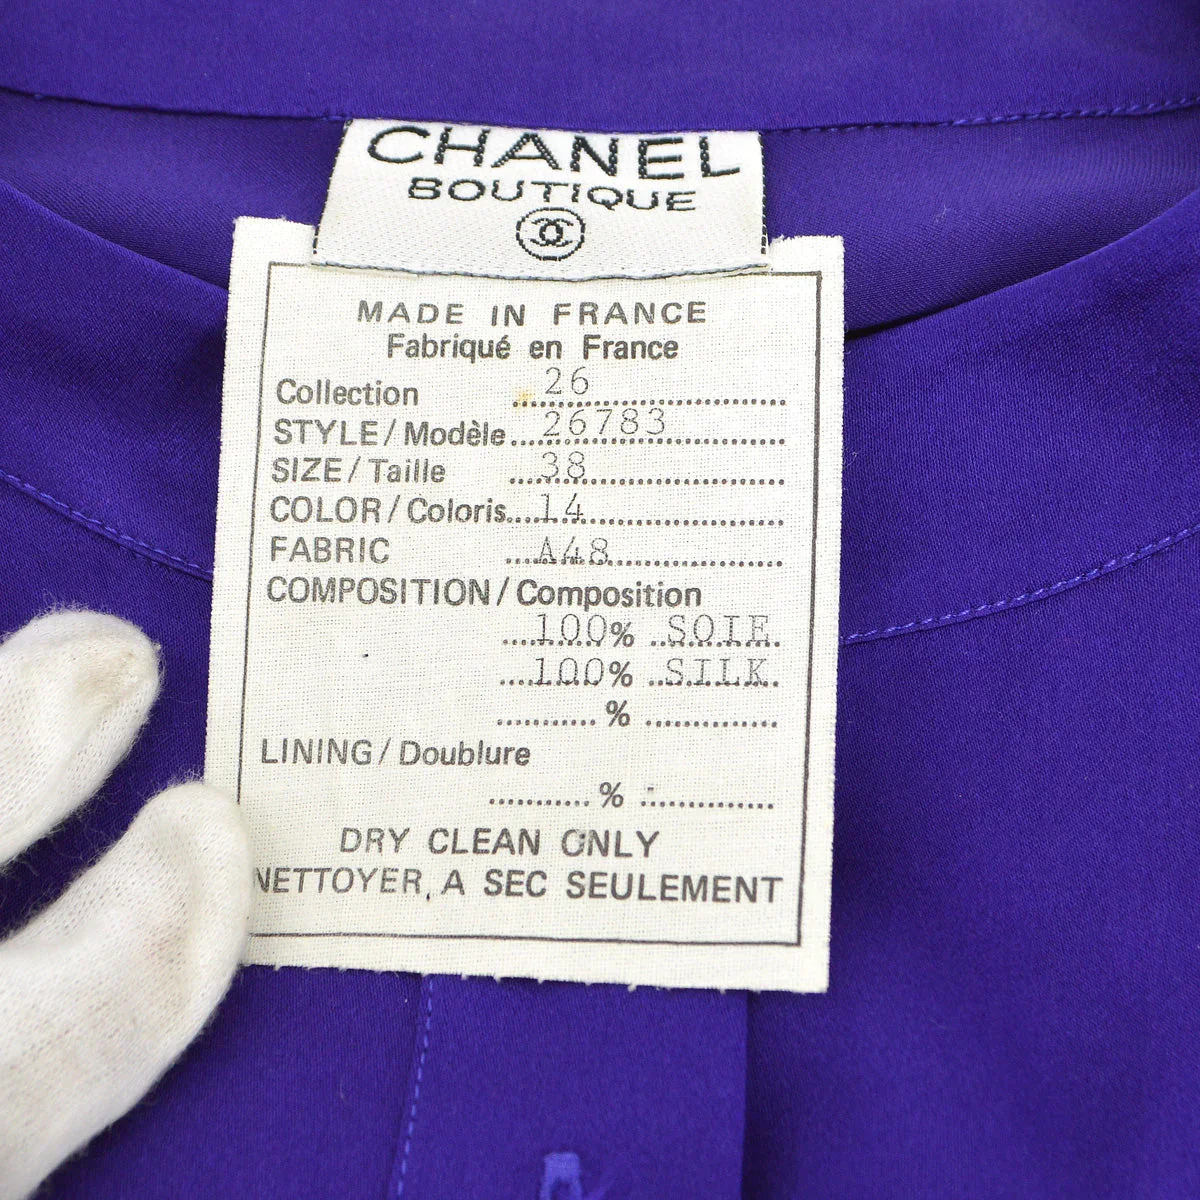 CHANEL
BOUTIQUE
MADE IN FRANCE
Fabriqué en France
Collection 26
STYLE/Modèle 26783
SIZE/Taille 38
COLOR/Coloris 14
FABRIC A48
COMPOSITION/Composition
100% SOIE
100% SILK
%
LINING/Doublure
%
DRY CLEAN ONLY
NETTOYER A SEC SEULEMENT